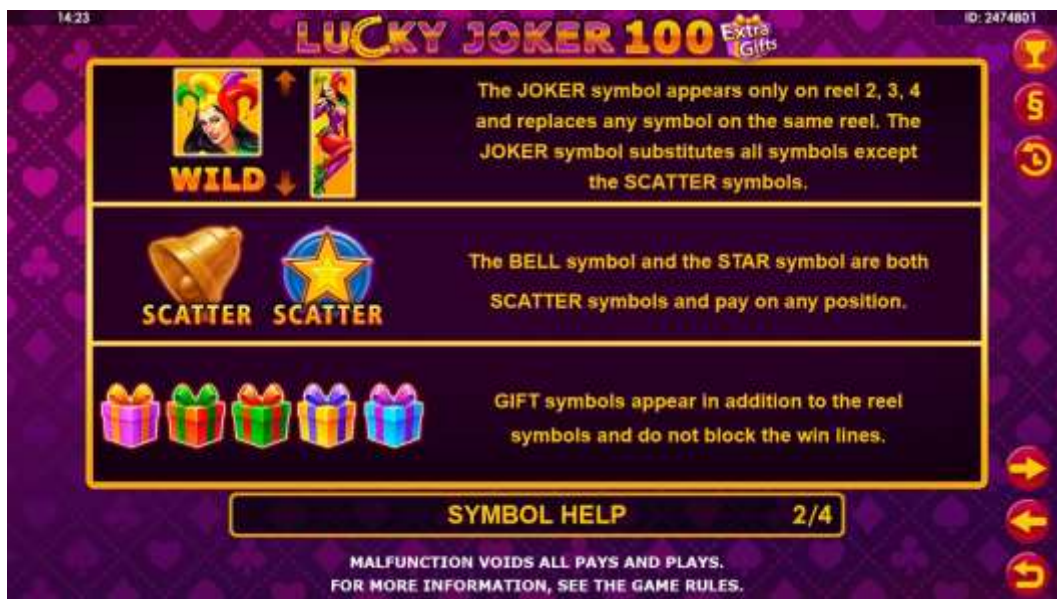 14:23
ID: 2474801
LUCKY JOKER 100 Extra Gifts
The JOKER symbol appears only on reel 2, 3, 4
and replaces any symbol on the same reel. The
JOKER symbol substitutes all symbols except
the SCATTER symbols.
WILD
The BELL symbol and the STAR symbol are both
SCATTER symbols and pay on any position.
SCATTER SCATTER
GIFT symbols appear in addition to the reel
symbols and do not block the win lines.
SYMBOL HELP 2/4
MALFUNCTION VOIDS ALL PAYS AND PLAYS.
FOR MORE INFORMATION, SEE THE GAME RULES.
§